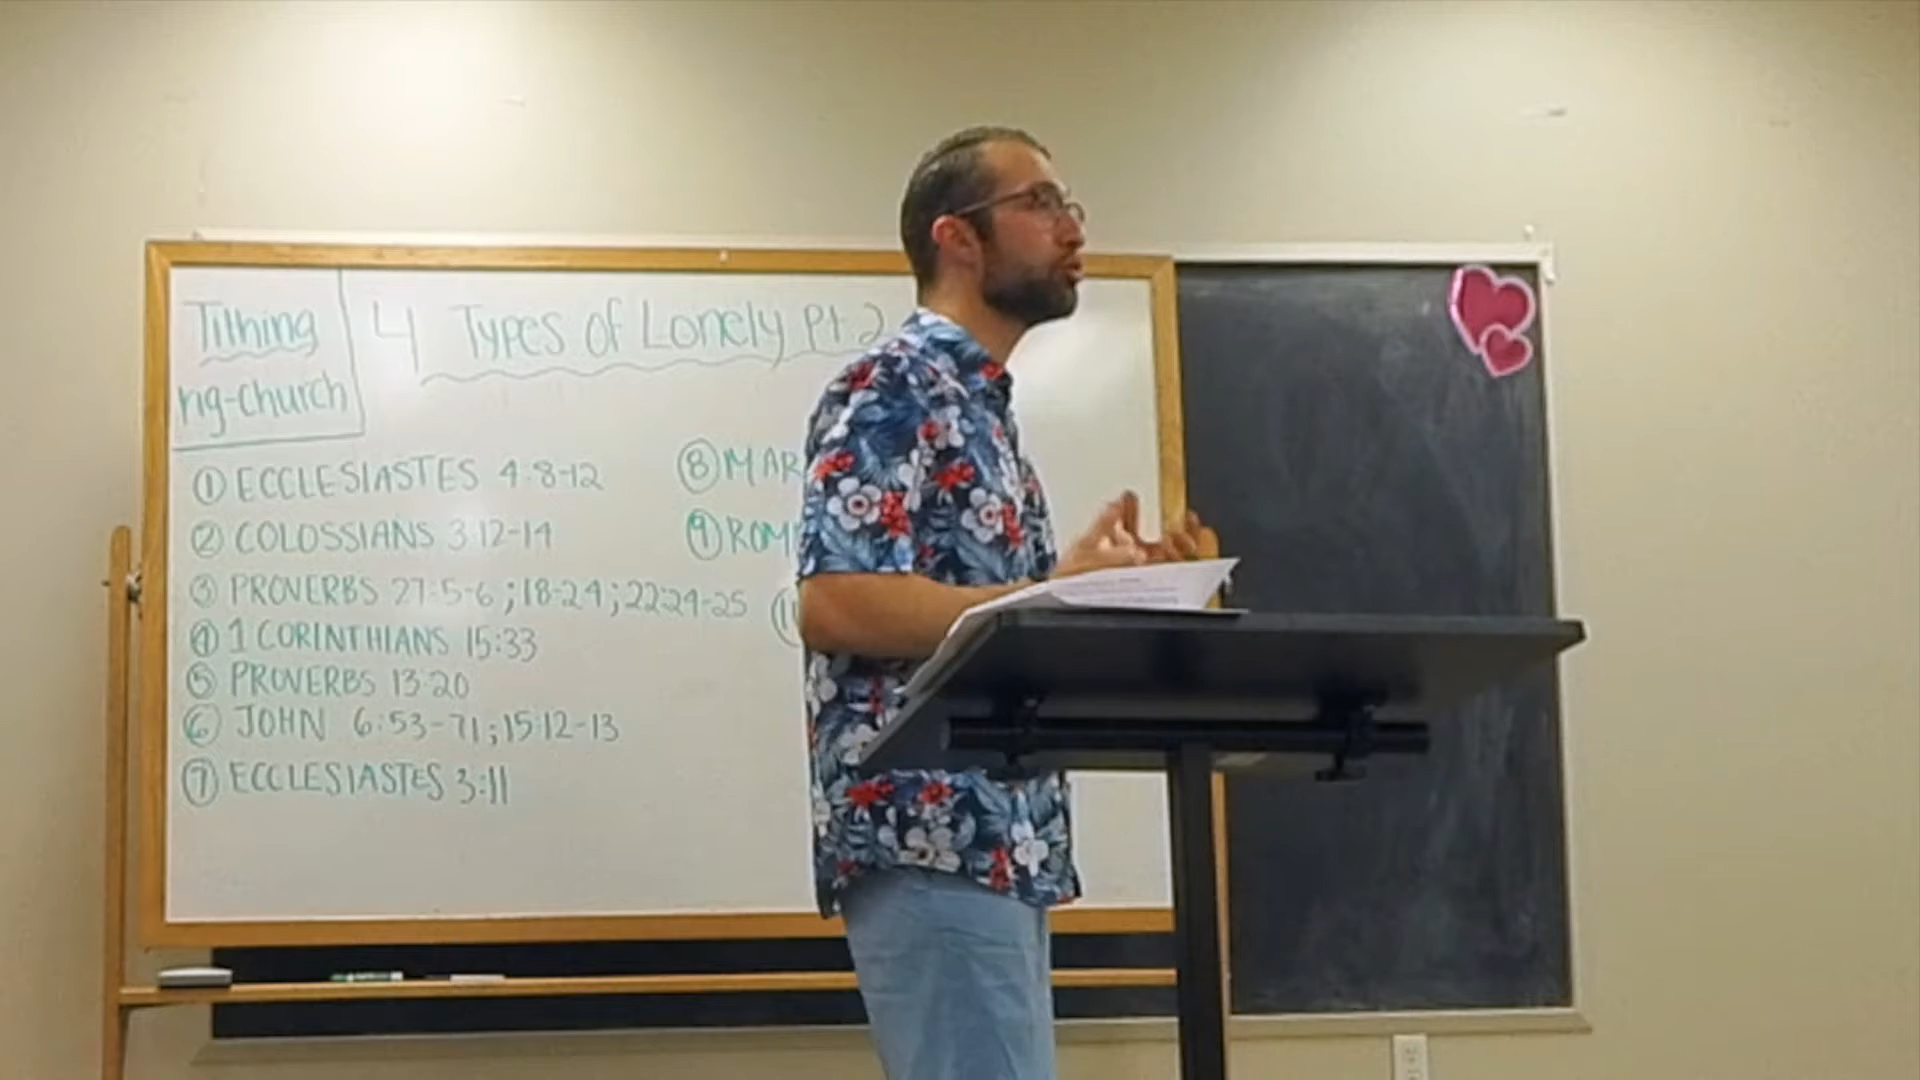 Tithing
ng-church
4 Types of Lonely Pt.2
① ECCLESIASTES 4:8-12
② COLOSSIANS 3:12-14
③ PROVERBS 27:5-6 ; 18-24 ; 22:24-25
④ 1 CORINTHIANS 15:33
⑤ PROVERBS 13:20
⑥ JOHN 6:53-71 ; 15:12-13
⑦ ECCLESIASTES 3:11
⑧ MAR
⑨ ROM